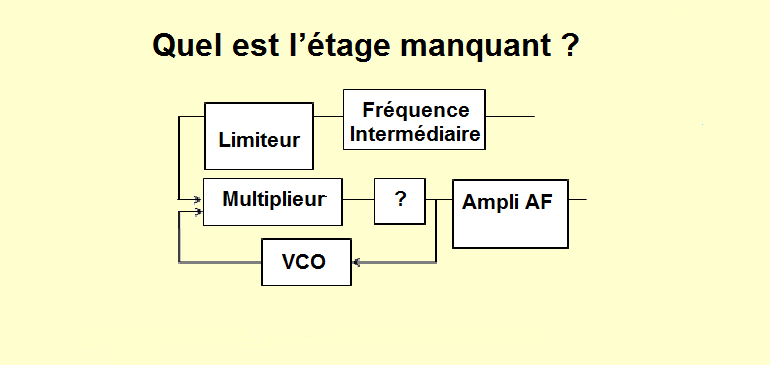 Quel est l’étage manquant ?
Fréquence
Intermédiaire
Limiteur
Multiplieur
?
Ampli AF
VCO